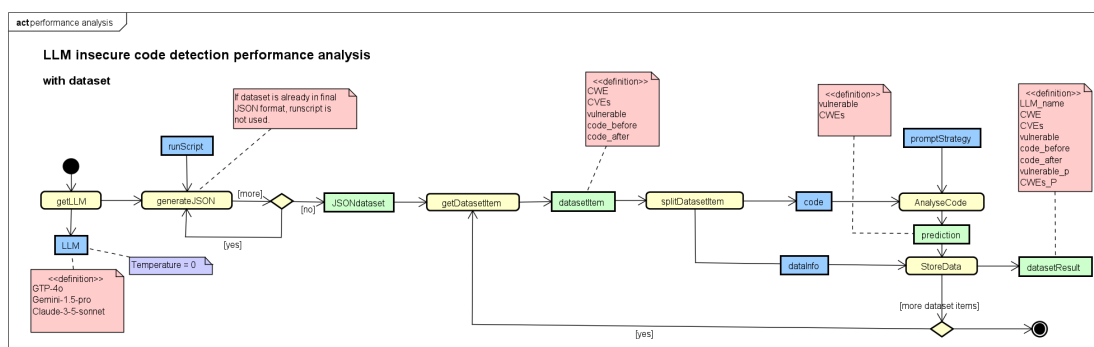 act performance analysis
LLM insecure code detection performance analysis
with dataset
If dataset is already in final
JSON format, runscript is
not used.
<<definition>>
CWE
CVEs
vulnerable
code_before
code_after
<<definition>>
vulnerable
CWEs
<<definition>>
LLM_name
CWE
CVEs
vulnerable
code_before
code_after
vulnerable_p
CWEs_P
runScript
promptStrategy
getLLM
generateJSON
[more]
[no]
[yes]
JSONdataset
getDatasetItem
datasetItem
splitDatasetItem
code
AnalyseCode
prediction
LLM
Temperature = 0
<<definition>>
GTP-4o
Gemini-1.5-pro
Claude-3-5-sonnet
dataInfo
StoreData
datasetResult
[more dataset items]
[yes]